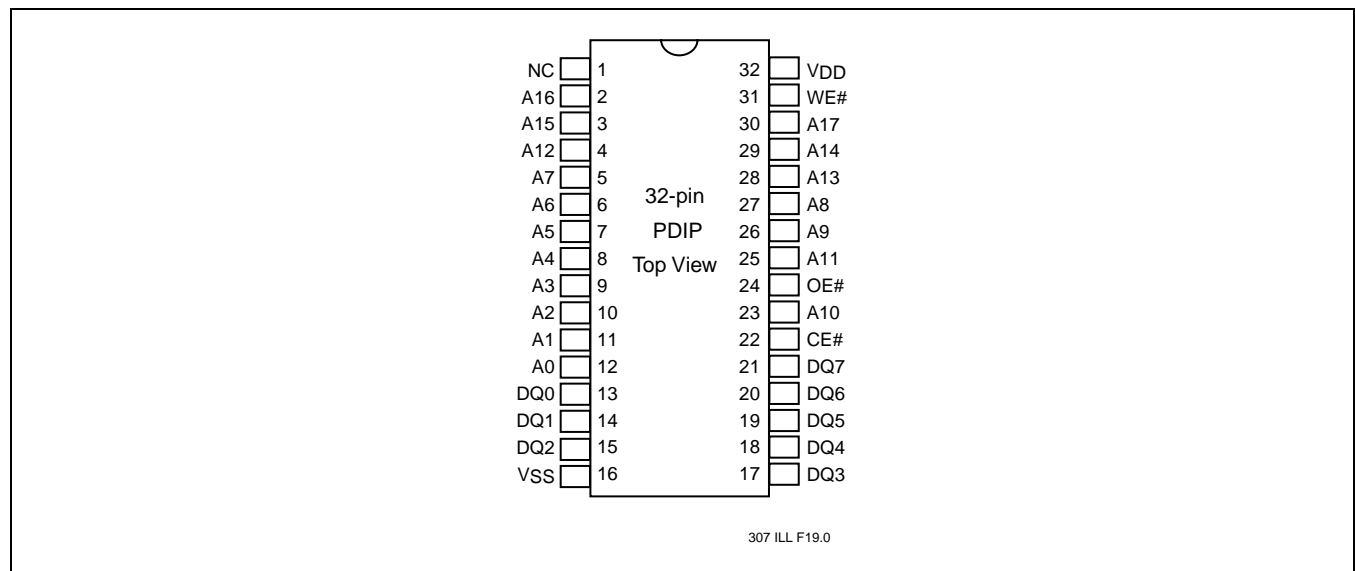 NC 1 32 VDD
A16 2 31 WE#
A15 3 30 A17
A12 4 29 A14
A7 5 28 A13
A6 6 32-pin 27 A8
A5 7 PDIP 26 A9
A4 8 Top View 25 A11
A3 9 24 OE#
A2 10 23 A10
A1 11 22 CE#
A0 12 21 DQ7
DQ0 13 20 DQ6
DQ1 14 19 DQ5
DQ2 15 18 DQ4
VSS 16 17 DQ3
307 ILL F19.0